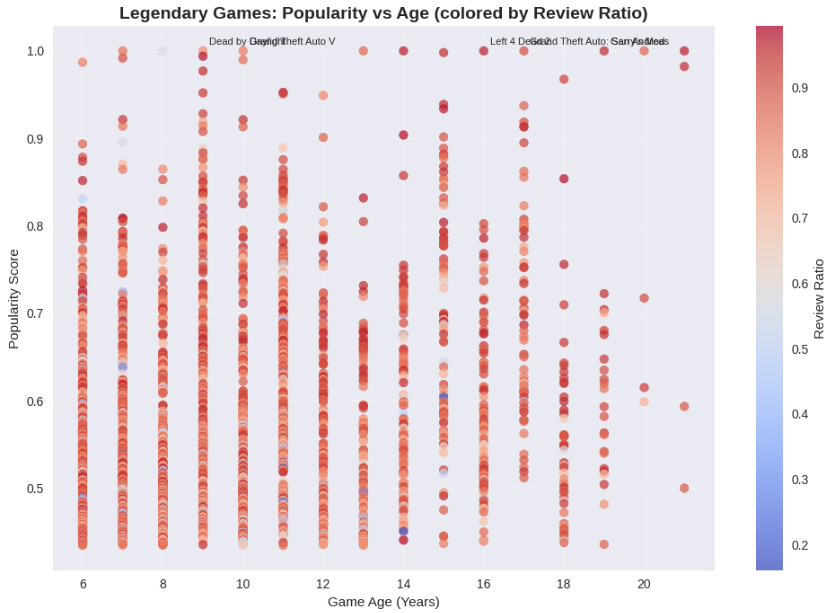 Legendary Games: Popularity vs Age (colored by Review Ratio)
Dead by Daylight
Grand Theft Auto V
Left 4 Dead 2
Grand Theft Auto: San Andreas
Garry's Mod
1.0
0.9
0.8
0.7
0.6
0.5
Popularity Score
6 8 10 12 14 16 18 20
Game Age (Years)
0.9
0.8
0.7
0.6
0.5
0.4
0.3
0.2
Review Ratio